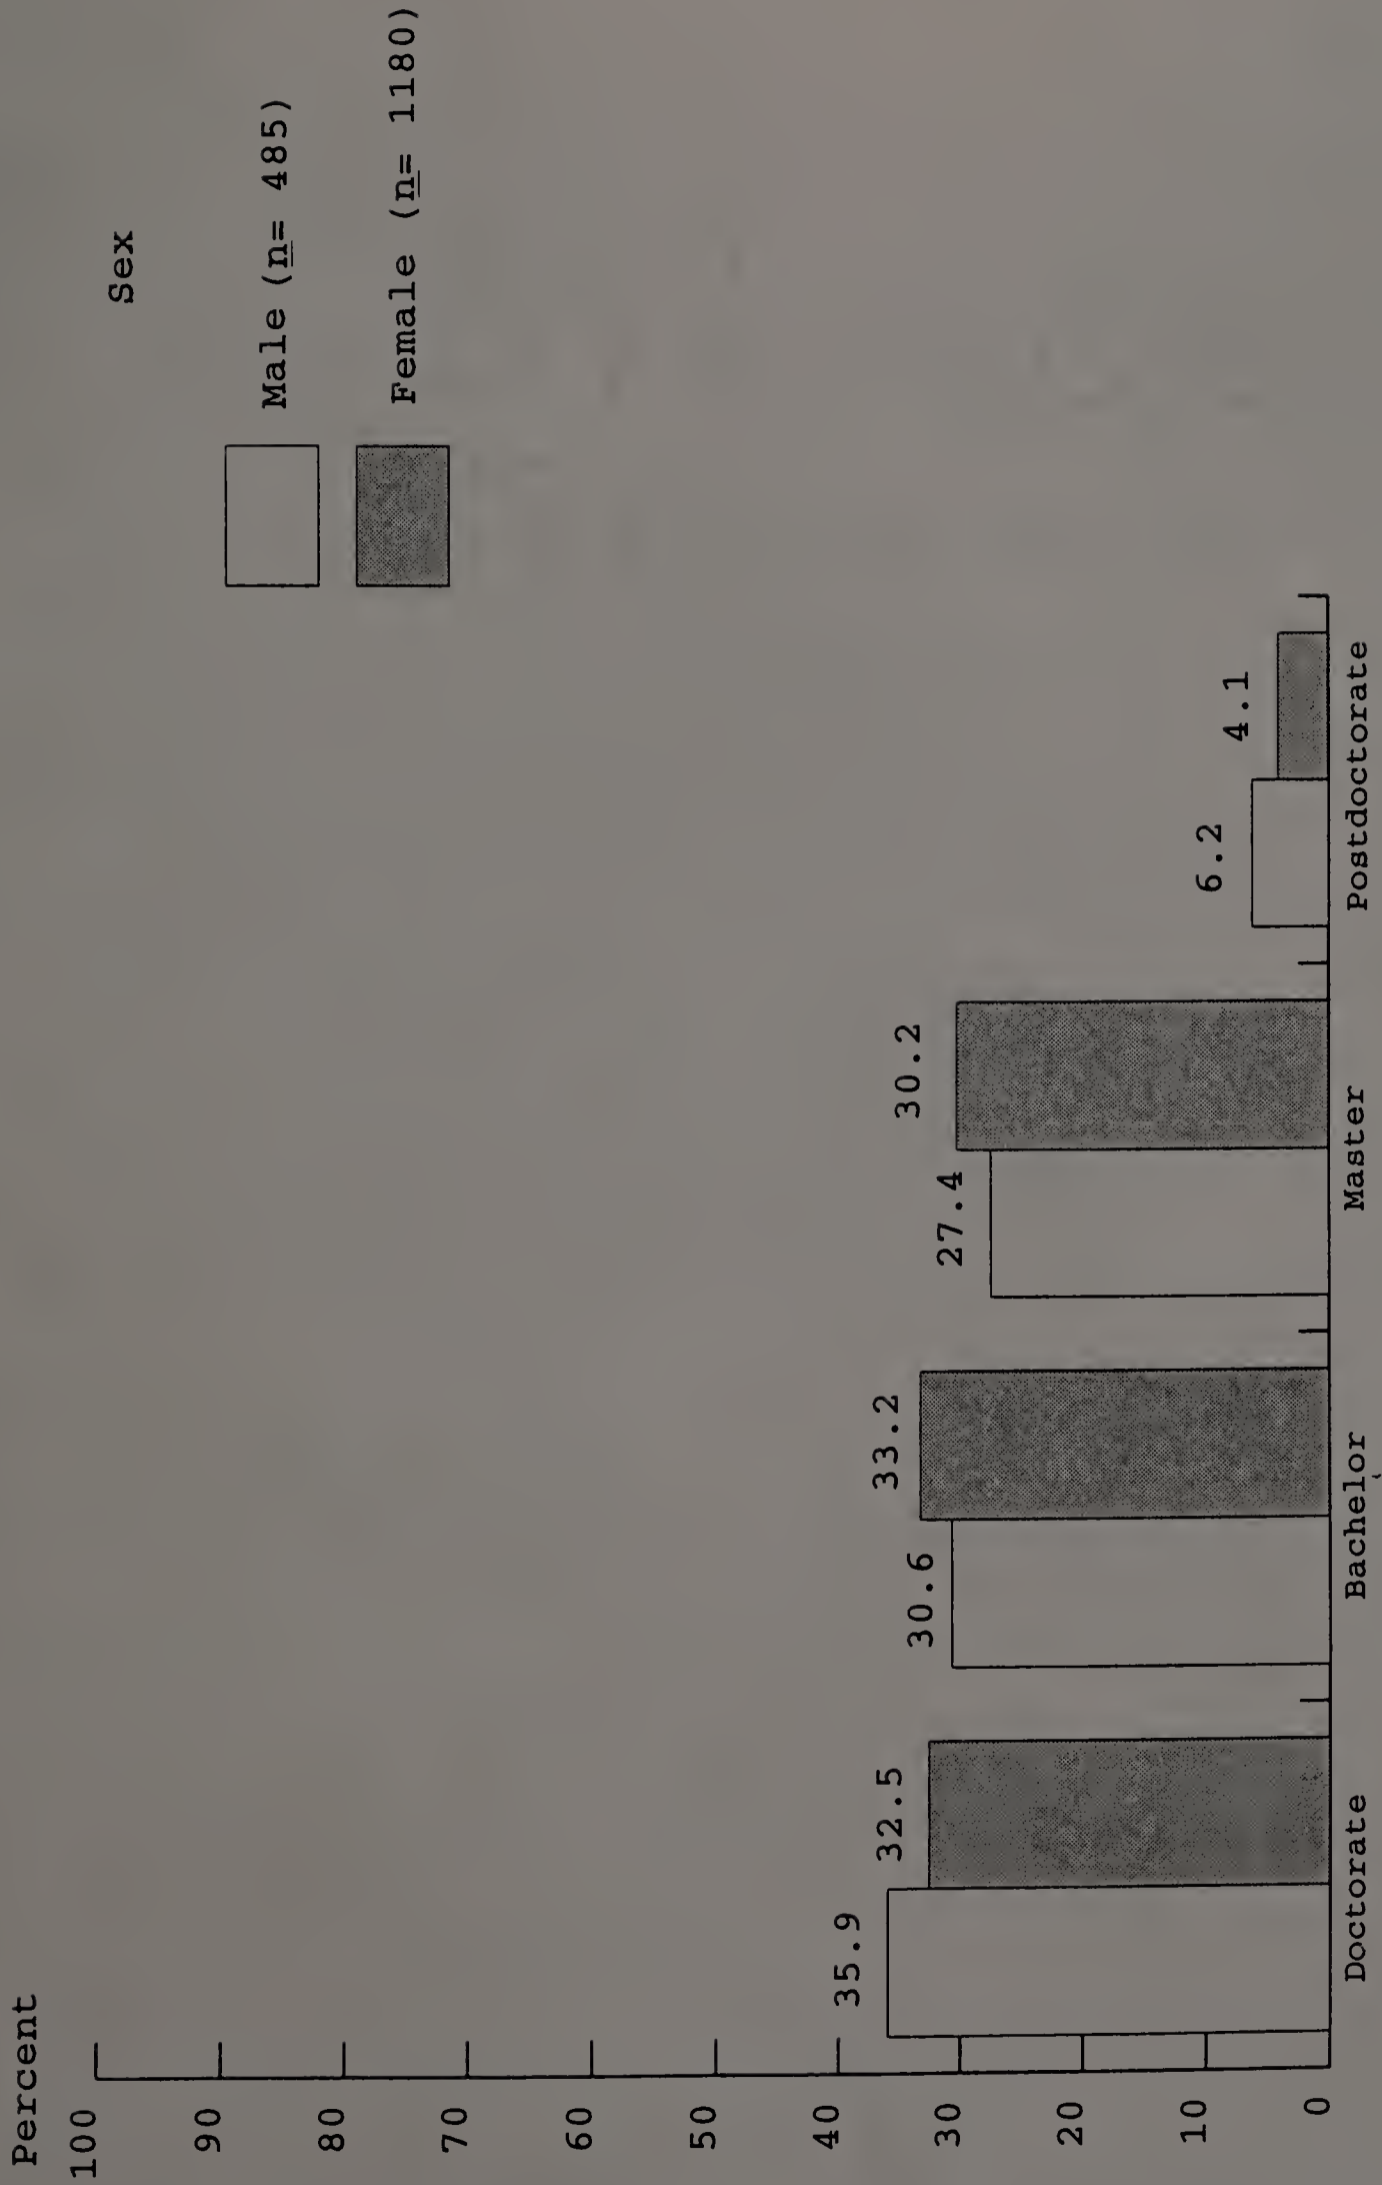 Percent
100
90
80
70
60
50
40
30
20
10
0
Sex
Male (n= 485)
Female (n= 1180)
35.9
32.5
30.6
33.2
27.4
30.2
6.2
4.1
Doctorate
Bachelor
Master
Postdoctorate